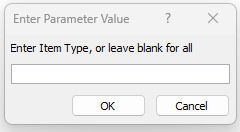 Enter Parameter Value ?
Enter Item Type, or leave blank for all
OK Cancel